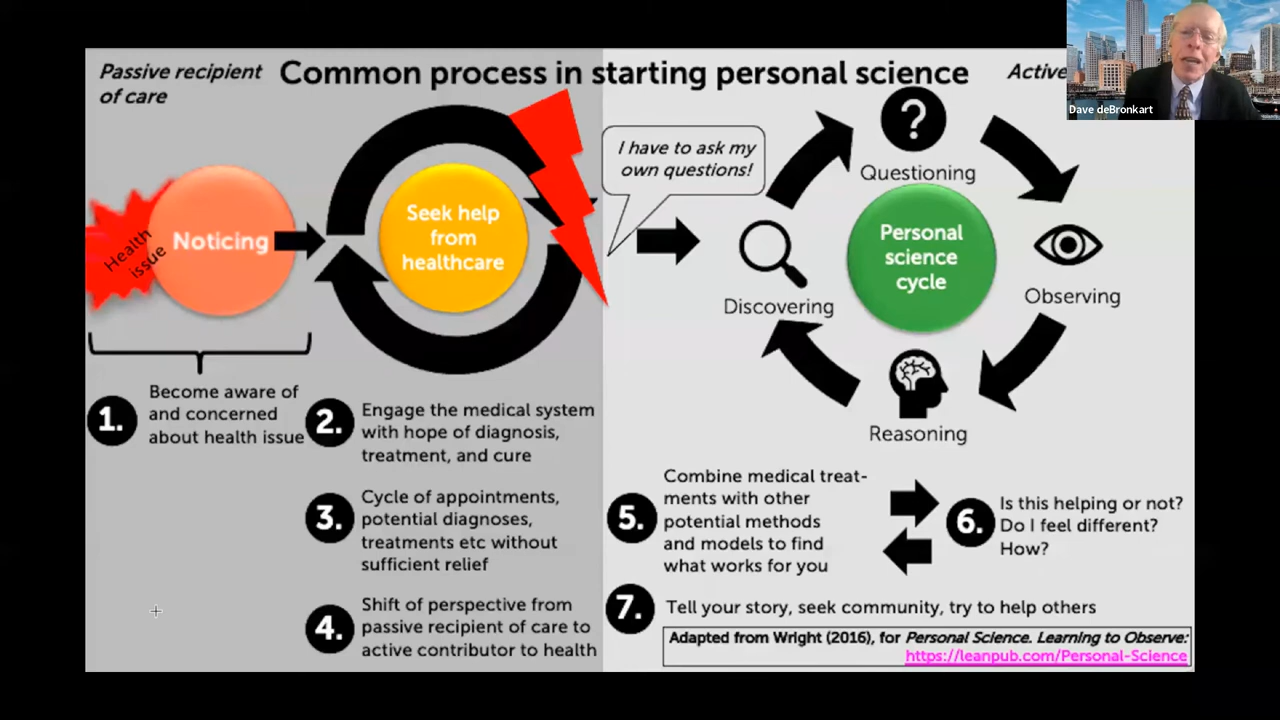 Passive recipient
of care
Common process in starting personal science
Active
Dave deBronkart
Health
issue
Noticing
Seek help
from
healthcare
I have to ask my
own questions!
?
Questioning
Observing
Reasoning
Discovering
Personal
science
cycle
1.
Become aware of
and concerned
about health issue
2.
Engage the medical system
with hope of diagnosis,
treatment, and cure
3.
Cycle of appointments,
potential diagnoses,
treatments etc without
sufficient relief
4.
Shift of perspective from
passive recipient of care to
active contributor to health
5.
Combine medical treat-
ments with other
potential methods
and models to find
what works for you
6.
Is this helping or not?
Do I feel different?
How?
7.
Tell your story, seek community, try to help others
Adapted from Wright (2016), for Personal Science. Learning to Observe:
https://leanpub.com/Personal-Science